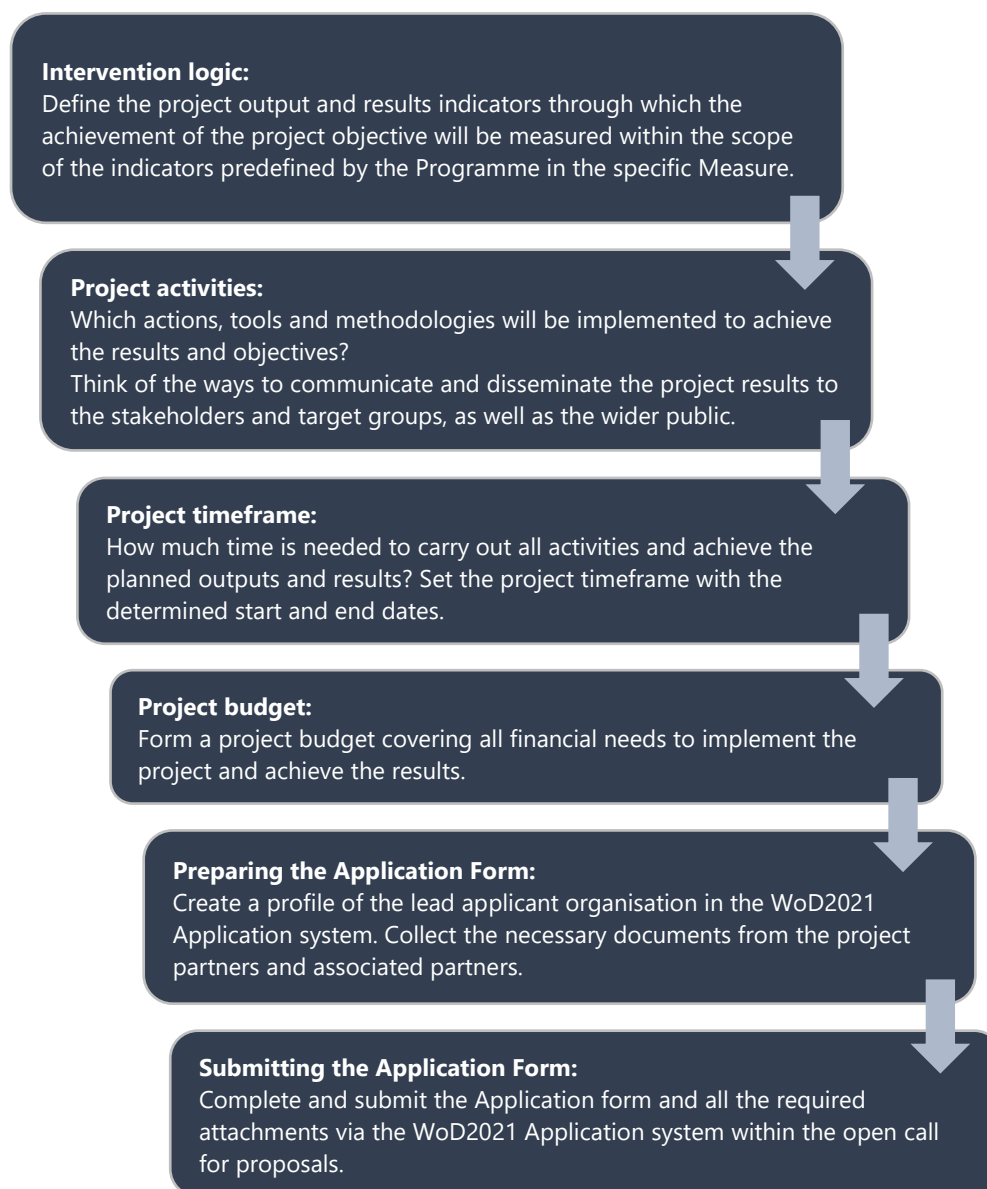 Intervention logic:
Define the project output and results indicators through which the
achievement of the project objective will be measured within the scope
of the indicators predefined by the Programme in the specific Measure.
Project activities:
Which actions, tools and methodologies will be implemented to achieve
the results and objectives?
Think of the ways to communicate and disseminate the project results to
the stakeholders and target groups, as well as the wider public.
Project timeframe:
How much time is needed to carry out all activities and achieve the
planned outputs and results? Set the project timeframe with the
determined start and end dates.
Project budget:
Form a project budget covering all financial needs to implement the
project and achieve the results.
Preparing the Application Form:
Create a profile of the lead applicant organisation in the WoD2021
Application system. Collect the necessary documents from the project
partners and associated partners.
Submitting the Application Form:
Complete and submit the Application form and all the required
attachments via the WoD2021 Application system within the open call
for proposals.